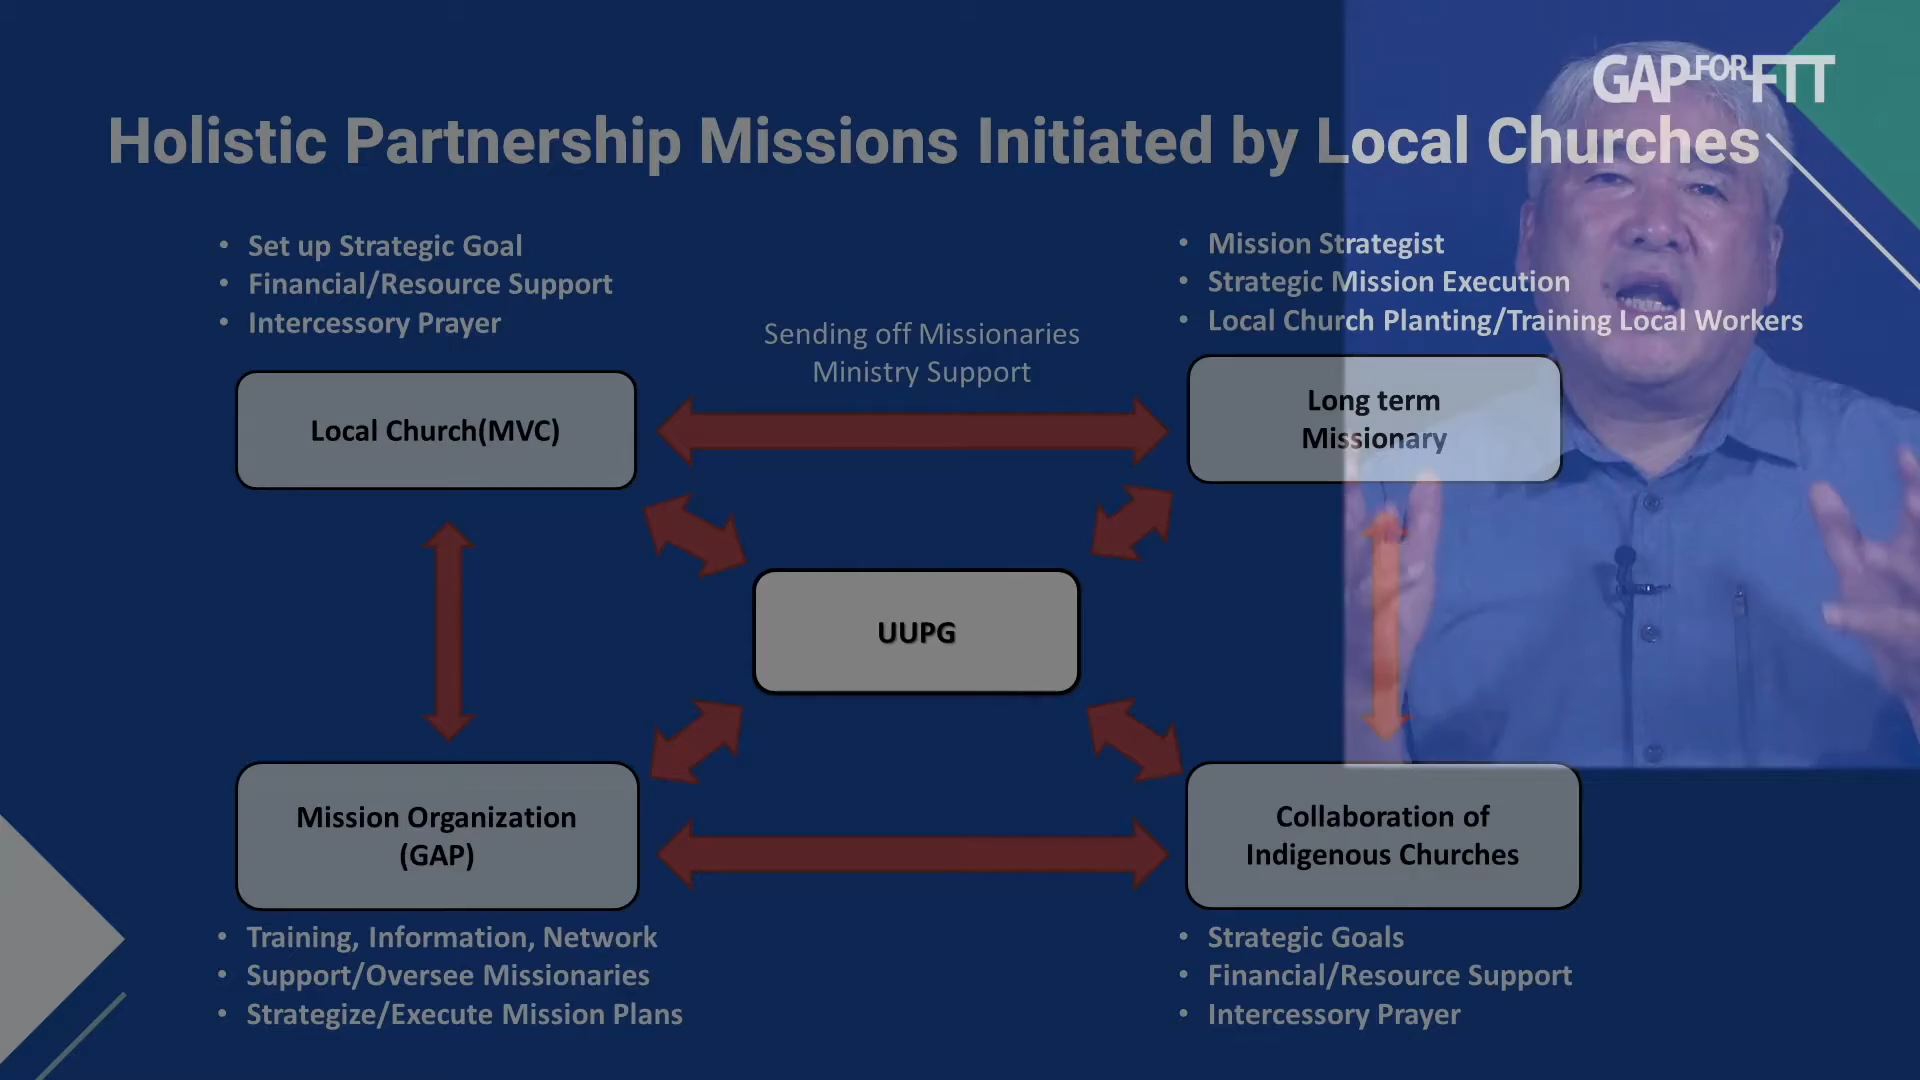 GAP FOR FTT
Holistic Partnership Missions Initiated by Local Churches
• Set up Strategic Goal
• Financial/Resource Support
• Intercessory Prayer
• Mission Strategist
• Strategic Mission Execution
• Local Church Planting/Training Local Workers
Sending off Missionaries
Ministry Support
Local Church(MVC)
Long term
Missionary
UUPG
Mission Organization
(GAP)
Collaboration of
Indigenous Churches
• Training, Information, Network
• Support/Oversee Missionaries
• Strategize/Execute Mission Plans
• Strategic Goals
• Financial/Resource Support
• Intercessory Prayer